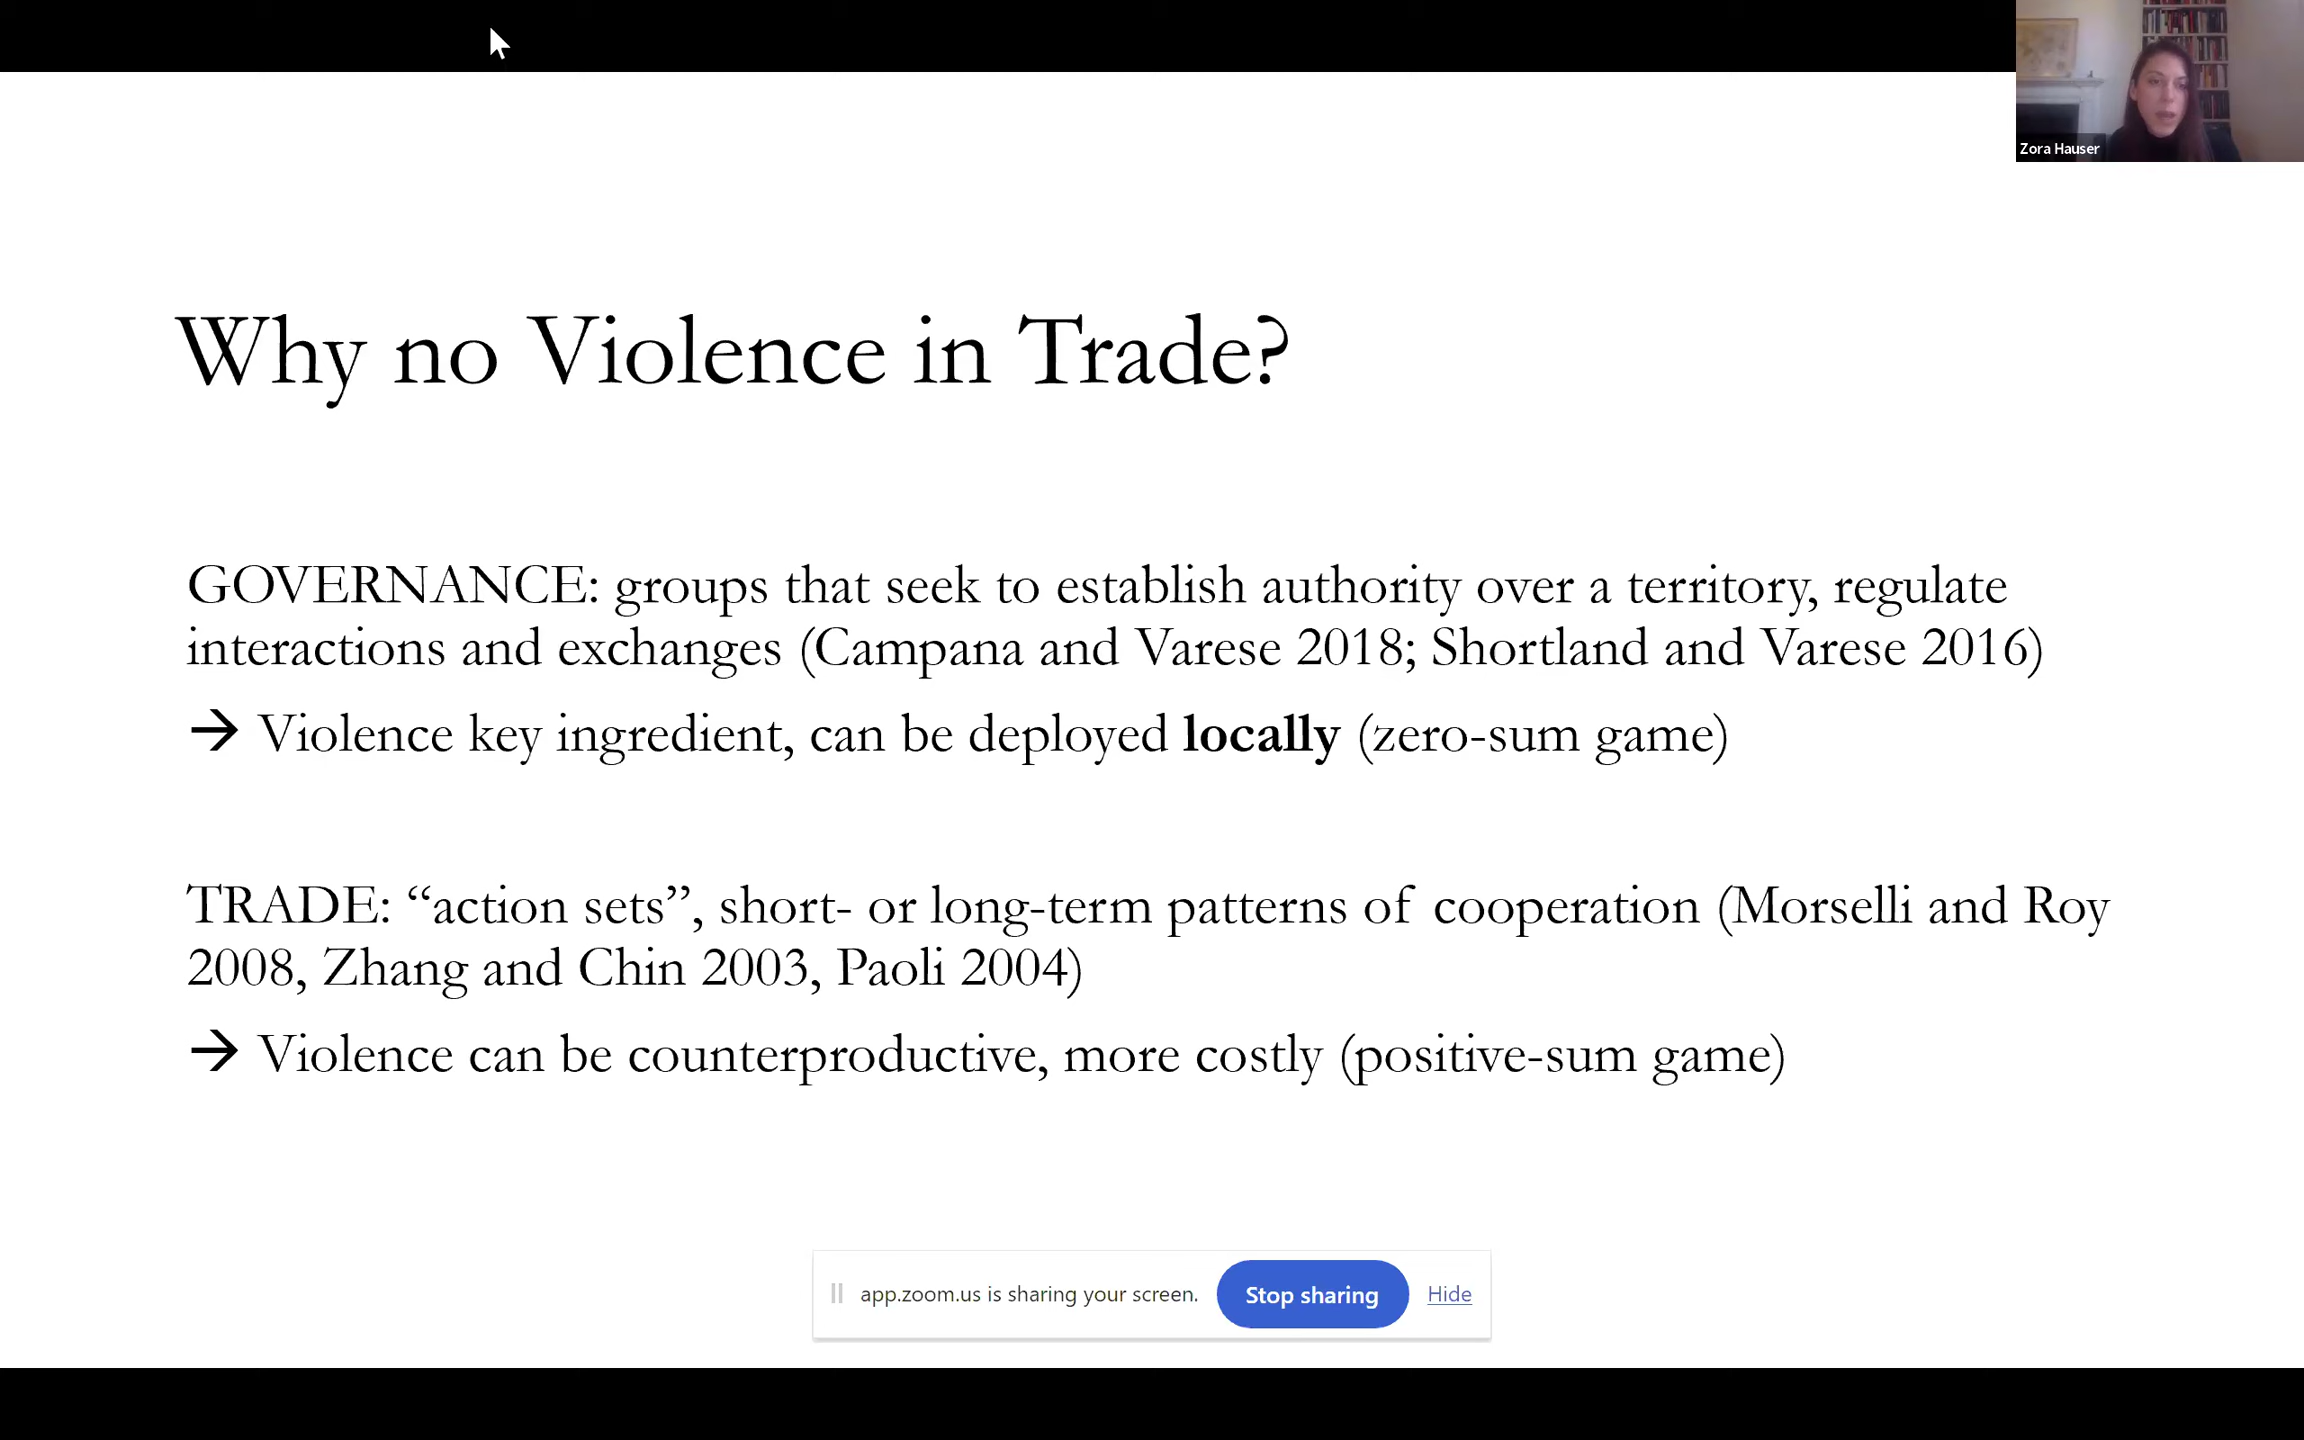 Zora Hauser
Why no Violence in Trade?
GOVERNANCE: groups that seek to establish authority over a territory, regulate
interactions and exchanges (Campana and Varese 2018; Shortland and Varese 2016)
→ Violence key ingredient, can be deployed locally (zero-sum game)
TRADE: “action sets”, short- or long-term patterns of cooperation (Morselli and Roy
2008, Zhang and Chin 2003, Paoli 2004)
→ Violence can be counterproductive, more costly (positive-sum game)
app.zoom.us is sharing your screen. Stop sharing Hide